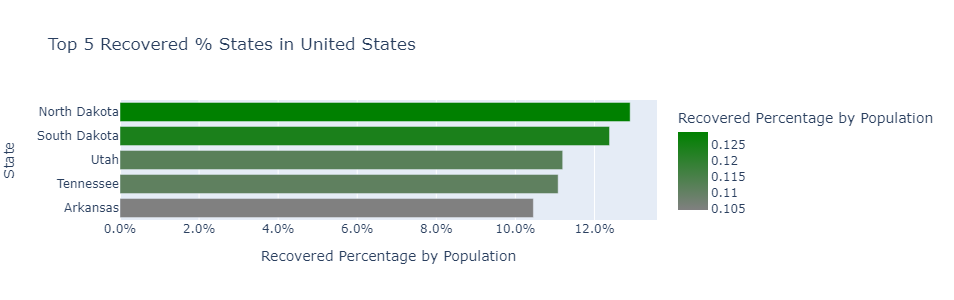 Top 5 Recovered % States in United States
State
North Dakota
South Dakota
Utah
Tennessee
Arkansas
0.0% 2.0% 4.0% 6.0% 8.0% 10.0% 12.0%
Recovered Percentage by Population
Recovered Percentage by Population
0.125
0.12
0.115
0.11
0.105